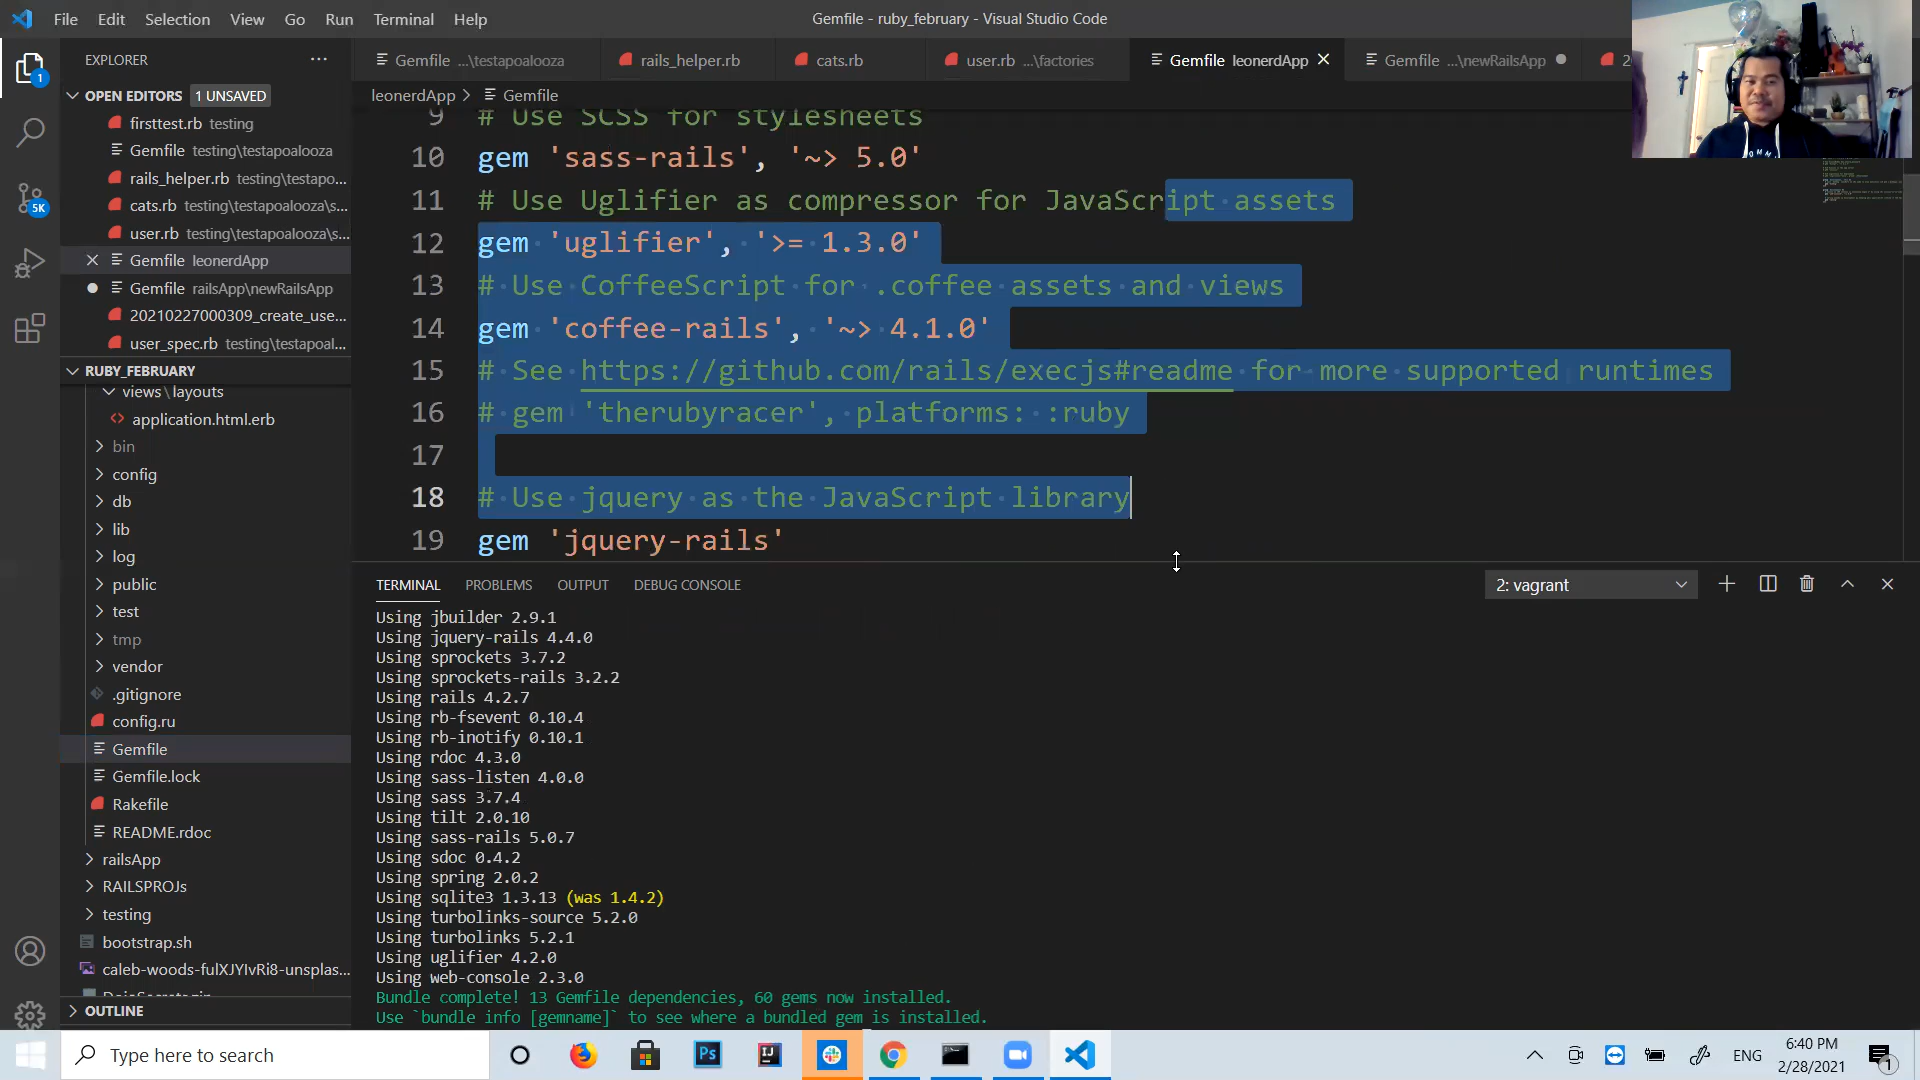 File Edit Selection View Go Run Terminal Help
Gemfile - ruby_february - Visual Studio Code
EXPLORER
OPEN EDITORS 1 UNSAVED
firsttest.rb testing
Gemfile testing\testapoalooza
rails_helper.rb testing\testapo...
cats.rb testing\testapoalooza\s...
user.rb testing\testapoalooza\s...
Gemfile leonerdApp
Gemfile railsApp\newRailsApp
20210227000309_create_use...
user_spec.rb testing\testapoal...
RUBY_FEBRUARY
views\layouts
application.html.erb
bin
config
db
lib
log
public
test
tmp
vendor
.gitignore
config.ru
Gemfile
Gemfile.lock
Rakefile
README.rdoc
railsApp
RAILSPROJs
testing
bootstrap.sh
caleb-woods-fulXJYIvRi8-unsplas...
OUTLINE
1
5K
Gemfile ...\testapoalooza rails_helper.rb cats.rb user.rb ...\factories Gemfile leonerdApp Gemfile ...\newRailsApp 2
leonerdApp > Gemfile
9 # Use SCSS for stylesheets
10 gem 'sass-rails', '~> 5.0'
11 # Use Uglifier as compressor for JavaScript assets
12 gem 'uglifier', '>= 1.3.0'
13 # Use CoffeeScript for .coffee assets and views
14 gem 'coffee-rails', '~> 4.1.0'
15 # See https://github.com/rails/execjs#readme for more supported runtimes
16 # gem 'therubyracer', platforms: :ruby
17
18 # Use jquery as the JavaScript library
19 gem 'jquery-rails'
TERMINAL PROBLEMS OUTPUT DEBUG CONSOLE
2: vagrant
Using jbuilder 2.9.1
Using jquery-rails 4.4.0
Using sprockets 3.7.2
Using sprockets-rails 3.2.2
Using rails 4.2.7
Using rb-fsevent 0.10.4
Using rb-inotify 0.10.1
Using rdoc 4.3.0
Using sass-listen 4.0.0
Using sass 3.7.4
Using tilt 2.0.10
Using sass-rails 5.0.7
Using sdoc 0.4.2
Using spring 2.0.2
Using sqlite3 1.3.13 (was 1.4.2)
Using turbolinks-source 5.2.0
Using turbolinks 5.2.1
Using uglifier 4.2.0
Using web-console 2.3.0
Bundle complete! 13 Gemfile dependencies, 60 gems now installed.
Use `bundle info [gemname]` to see where a bundled gem is installed.
Type here to search
Ps
IJ
ENG
6:40 PM
2/28/2021
1